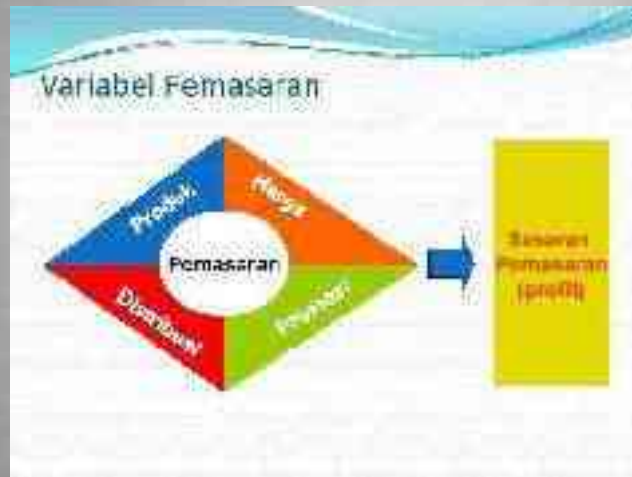 Variabel Pemasaran
Produk
Harga
Pemasaran
Distribusi
Promosi
Sasaran
Pemasaran
(profit)